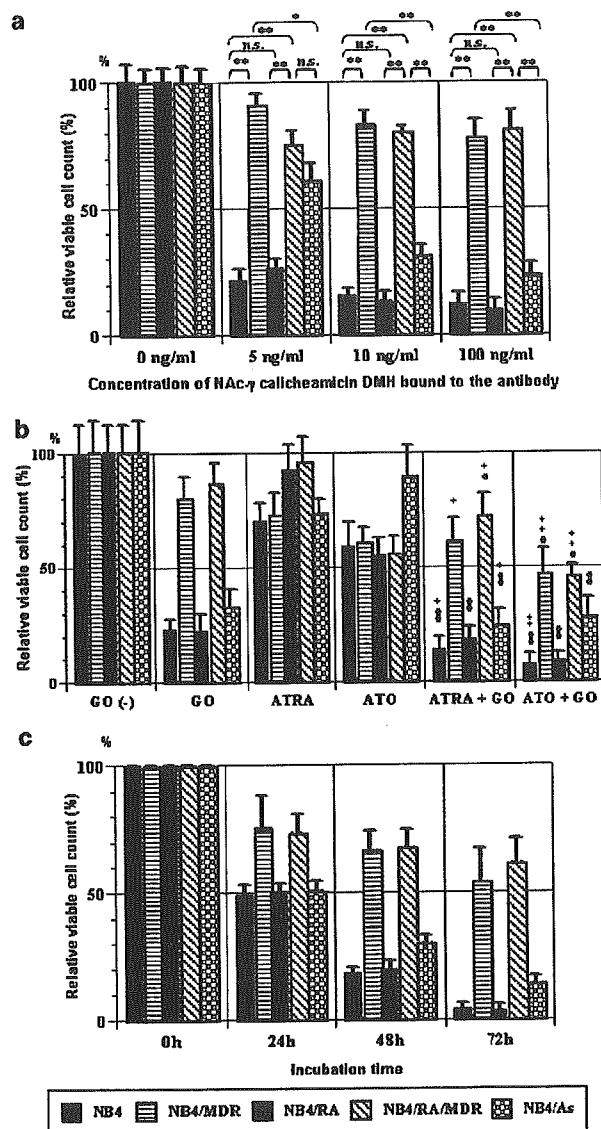 a
* ** **
** ** **
n.s. n.s. n.s.
** ** n.s. ** ** ** ** ** **
%
100
50
0
Relative viable cell count (%)
0 ng/ml 5 ng/ml 10 ng/ml 100 ng/ml
Concentration of NAc-γ calicheamicin DMH bound to the antibody
b
%
100
50
0
Relative viable cell count (%)
GO (-) GO ATRA ATO ATRA + GO ATO + GO
c
%
100
50
0
Relative viable cell count (%)
0h 24h 48h 72h
Incubation time
NB4 NB4/MDR NB4/RA NB4/RA/MDR NB4/As